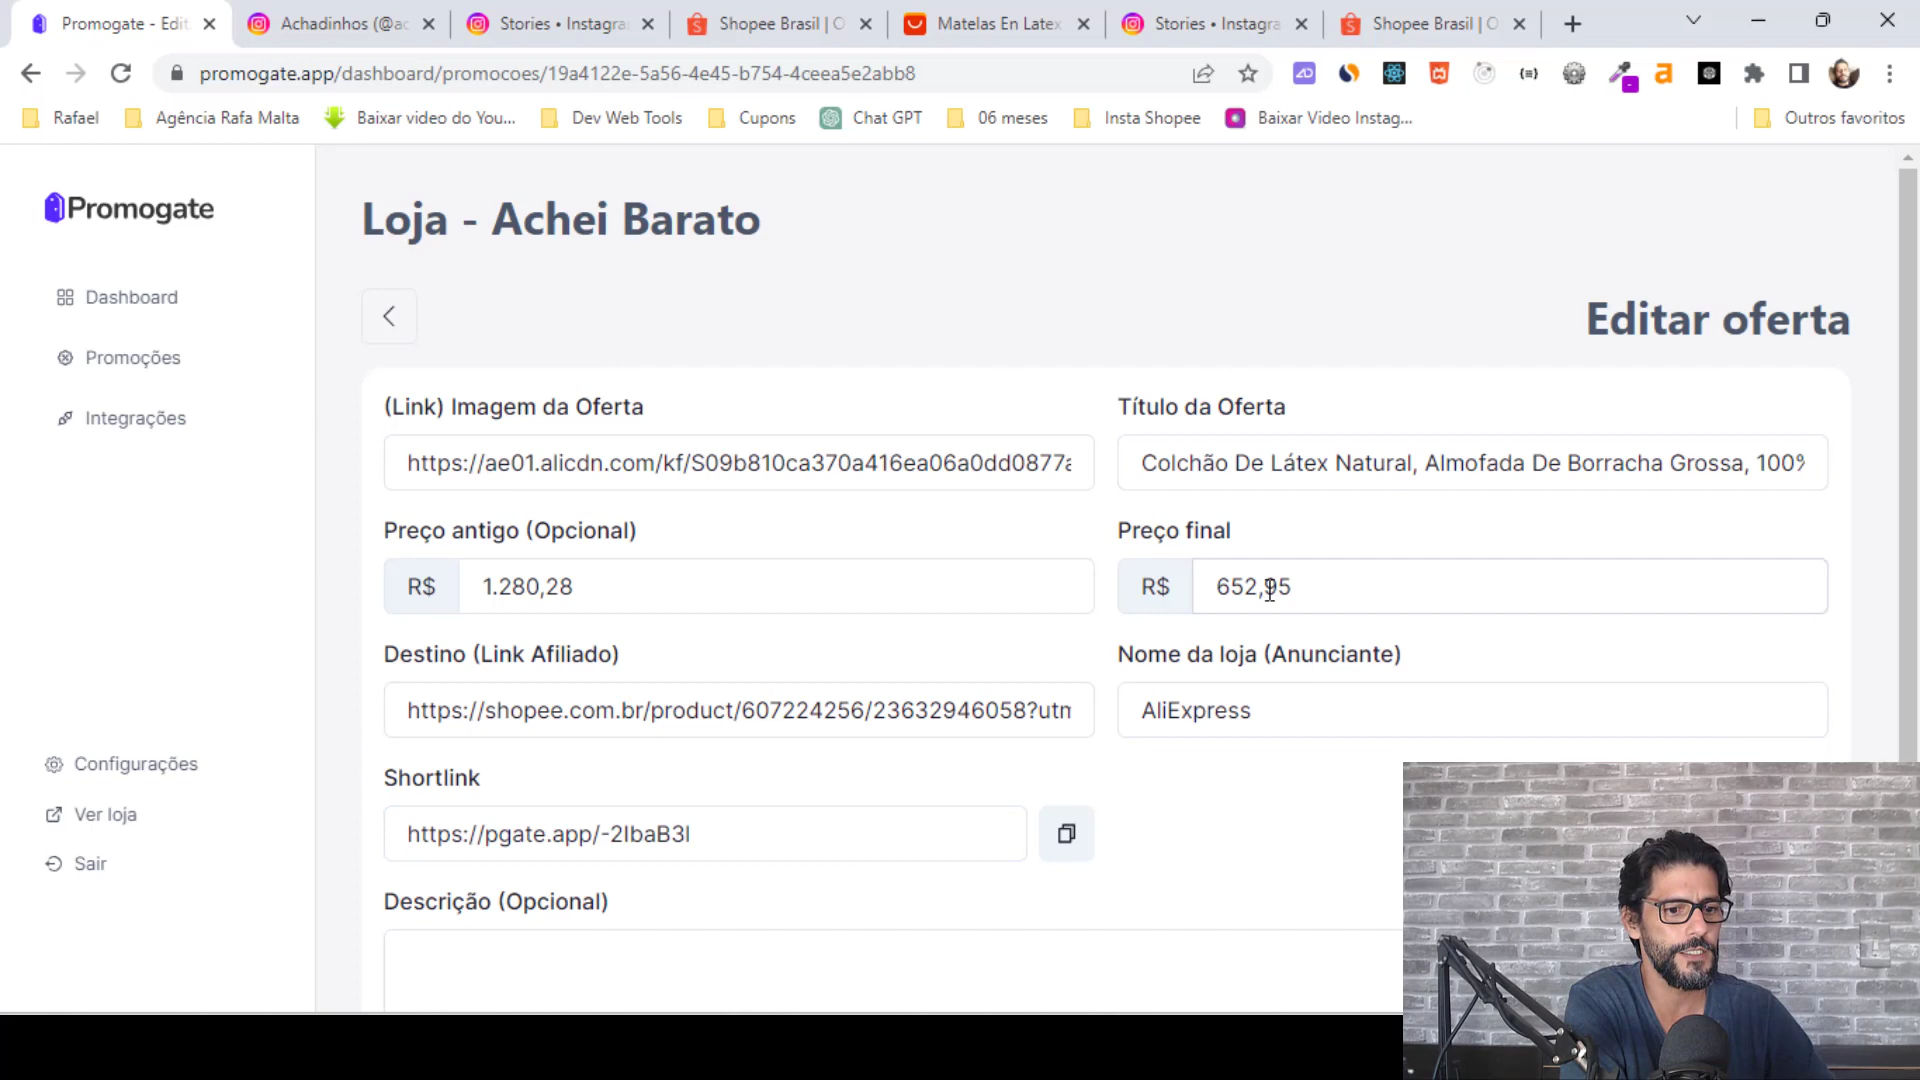 Promogate - Edit
Achadinhos (@ac
Stories • Instagra
Shopee Brasil | O
Matelas En Latex
Stories • Instagra
Shopee Brasil | O
promogate.app/dashboard/promocoes/19a4122e-5a56-4e45-b754-4ceea5e2abb8
Rafael
Agência Rafa Malta
Baixar video do You...
Dev Web Tools
Cupons
Chat GPT
06 meses
Insta Shopee
Baixar Video Instag...
Outros favoritos
Promogate
Loja - Achei Barato
Dashboard
Promoções
Integrações
Editar oferta
(Link) Imagem da Oferta
Título da Oferta
https://ae01.alicdn.com/kf/S09b810ca370a416ea06a0dd0877a
Colchão De Látex Natural, Almofada De Borracha Grossa, 100%
Preço antigo (Opcional)
Preço final
R$ 1.280,28
R$ 652,95
Destino (Link Afiliado)
Nome da loja (Anunciante)
https://shopee.com.br/product/607224256/23632946058?utm
AliExpress
Shortlink
https://pgate.app/-2IbaB3I
Descrição (Opcional)
Configurações
Ver loja
Sair